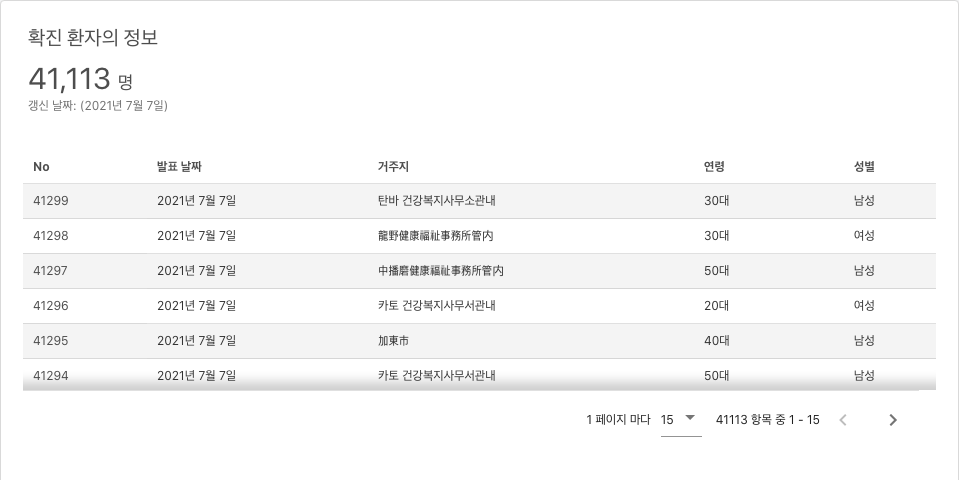 확진 환자의 정보
41,113 명
갱신 날짜: (2021년 7월 7일)
No 발표 날짜 거주지 연령 성별
41299 2021년 7월 7일 탄바 건강복지사무소관내 30대 남성
41298 2021년 7월 7일 龍野健康福祉事務所管内 30대 여성
41297 2021년 7월 7일 中播磨健康福祉事務所管内 50대 남성
41296 2021년 7월 7일 카토 건강복지사무서관내 20대 여성
41295 2021년 7월 7일 加東市 40대 남성
41294 2021년 7월 7일 카토 건강복지사무서관내 50대 남성
1 페이지 마다 15 41113 항목 중 1 - 15